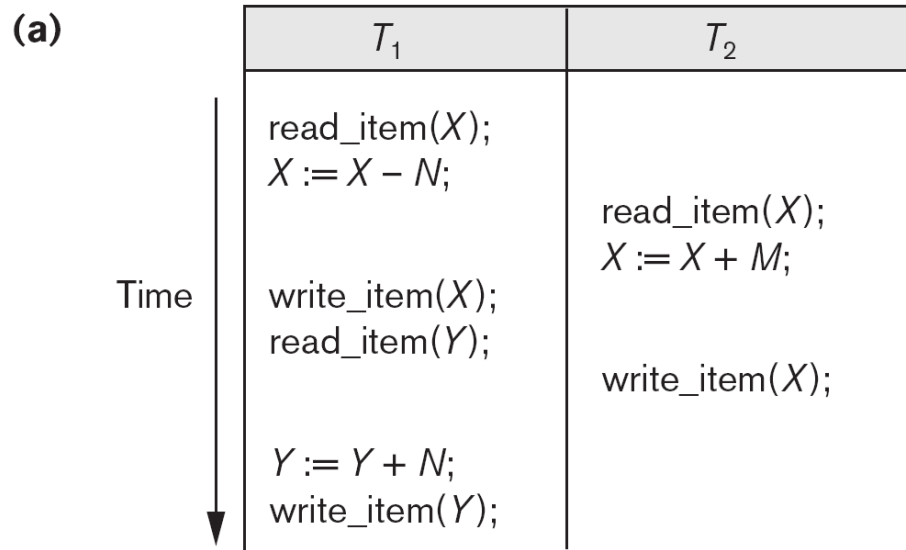 (a)
T₁ T₂
read_item(X);
X := X – N;
read_item(X);
X := X + M;
Time
write_item(X);
read_item(Y);
write_item(X);
Y := Y + N;
write_item(Y);